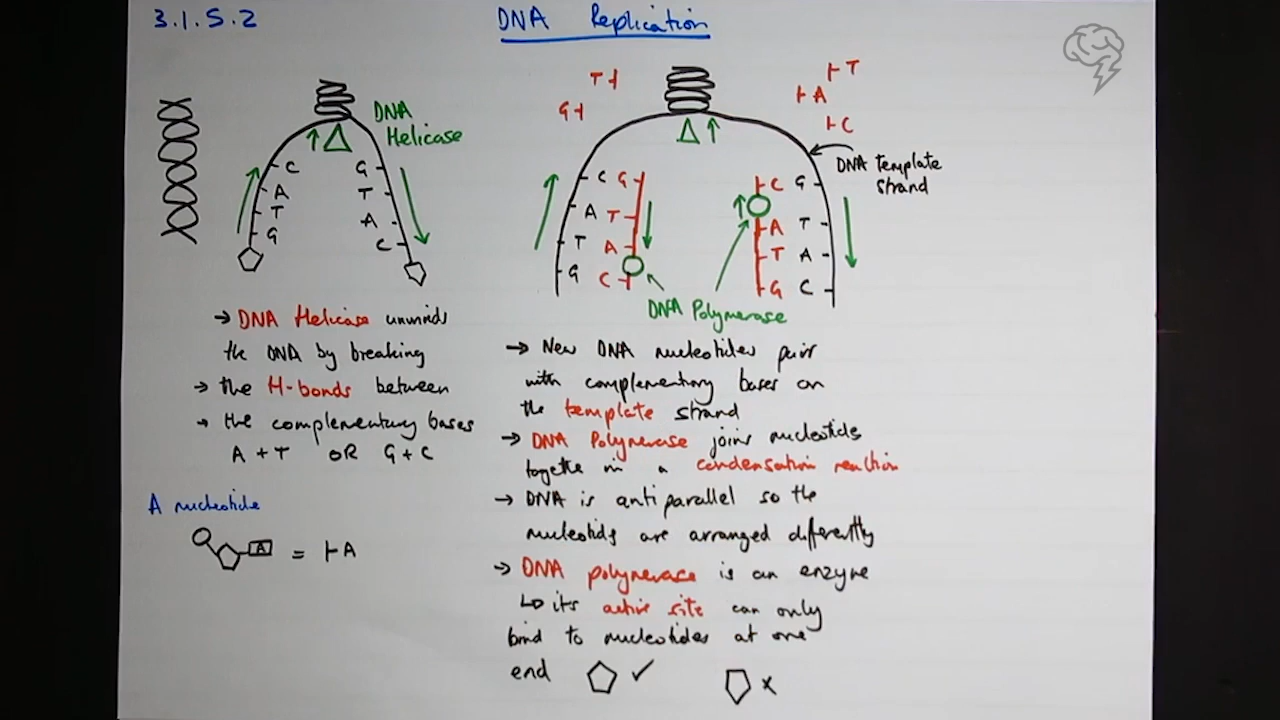 3.1.5.2
DNA Replication
DNA Helicase
C
A
T
G
G
T
A
C
T
G
T
A
C
DNA template strand
C G
A T
T A
G C
C G
A T
T A
G C
DNA Polymerase
→ DNA Helicase unwinds
the DNA by breaking
→ the H-bonds between
→ the complementary bases
A + T OR G + C
A nucleotide
A = A
→ New DNA nucleotides pair
with complementary bases on
the template strand
→ DNA Polymerase joins nucleotides
together in a condensation reaction
→ DNA is antiparallel so the
nucleotids are arranged differently
→ DNA polymerase is an enzyme
↳ its active site can only
bind to nucleotides at one
end ✓ x